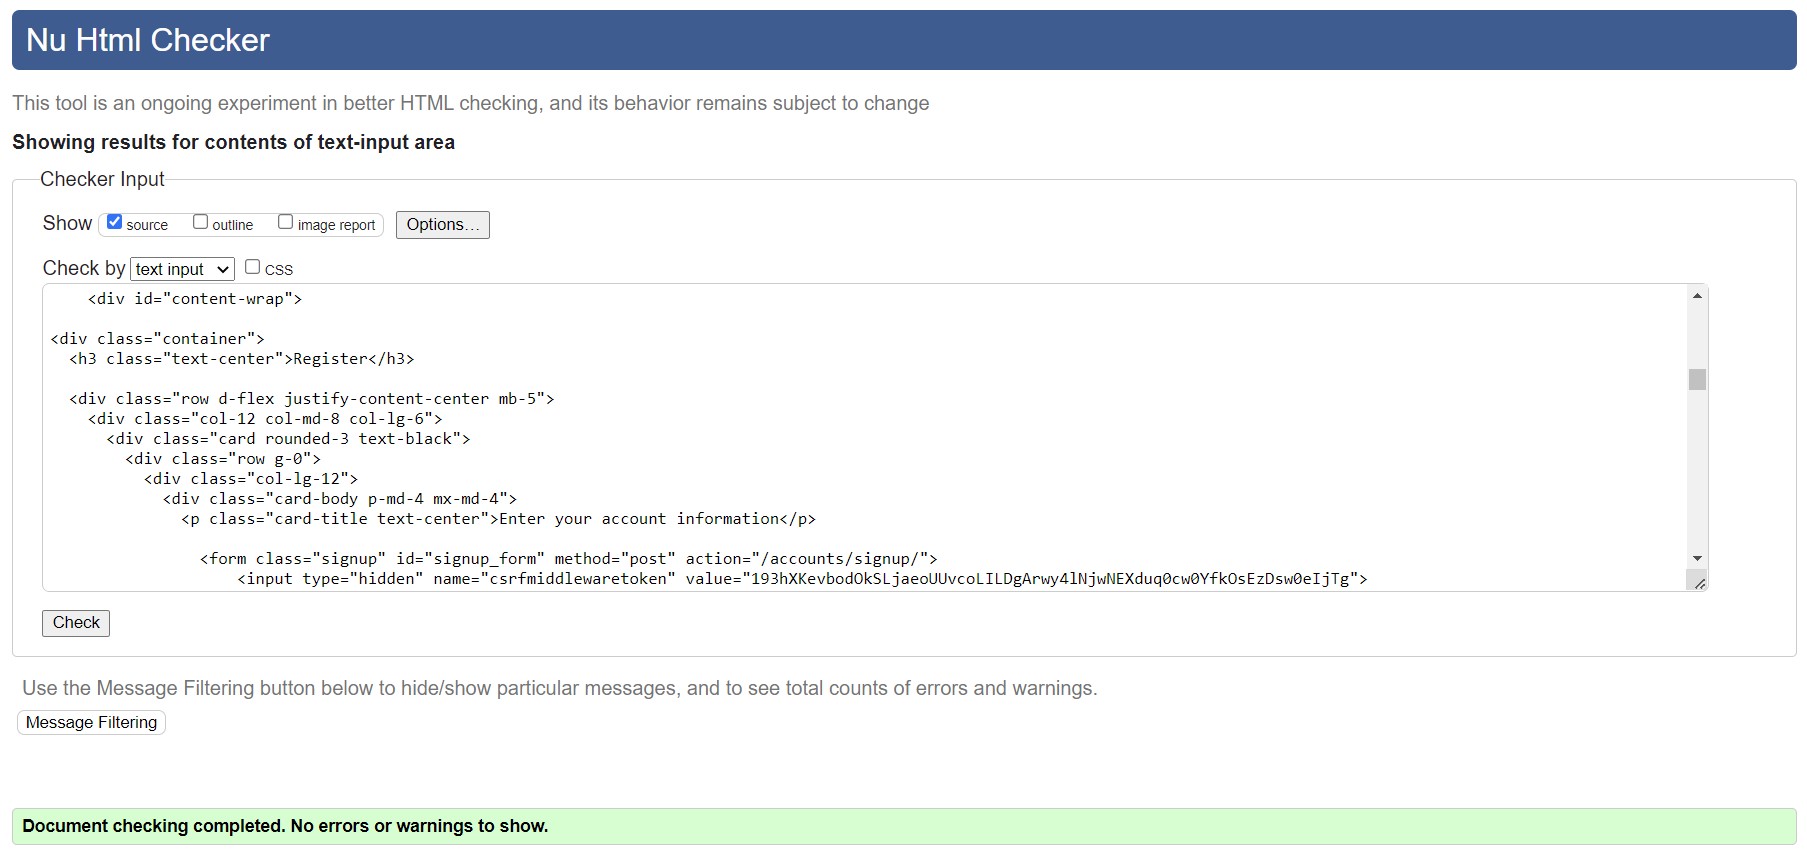 Nu Html Checker
This tool is an ongoing experiment in better HTML checking, and its behavior remains subject to change
Showing results for contents of text-input area
Checker Input
Show source outline image report Options...
Check by text input CSS
<div id="content-wrap">
<div class="container">
<h3 class="text-center">Register</h3>
<div class="row d-flex justify-content-center mb-5">
<div class="col-12 col-md-8 col-lg-6">
<div class="card rounded-3 text-black">
<div class="row g-0">
<div class="col-lg-12">
<div class="card-body p-md-4 mx-md-4">
<p class="card-title text-center">Enter your account information</p>
<form class="signup" id="signup_form" method="post" action="/accounts/signup/">
<input type="hidden" name="csrfmiddlewaretoken" value="193hXKevbodOkSLjaeoUUvcoLILDgArwy4lNjwNEXduq0cw0YfkOsEzDsw0eIjTg">
Check
Use the Message Filtering button below to hide/show particular messages, and to see total counts of errors and warnings.
Message Filtering
Document checking completed. No errors or warnings to show.